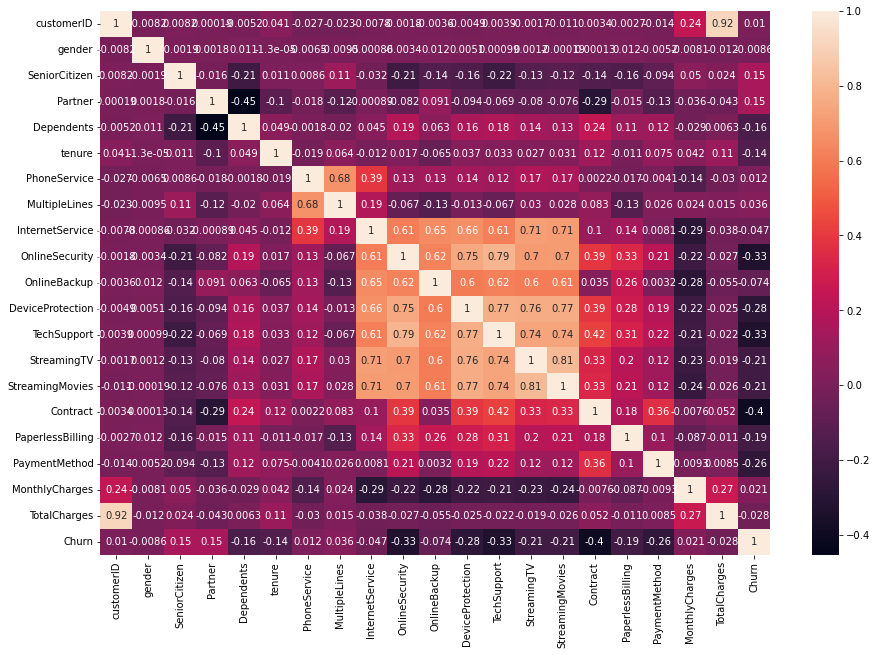 customerID 1 -0.0082 0.0082 0.00019 -0.0052 0.041 -0.027 -0.023 -0.0078 0.0018 0.0036 0.0049 0.0039 -0.0017 -0.011 0.0034 0.0027 -0.014 0.24 0.92 0.01
gender -0.0082 1 -0.0019 0.0018 0.011 -1.3e-05 -0.0065 -0.0095 -0.00086 -0.0034 0.012 0.0051 0.00099 0.0012 -0.00019 0.00013 0.012 -0.0052 -0.0081 -0.012 -0.0086
SeniorCitizen 0.0082 -0.0019 1 -0.016 -0.21 0.011 0.0086 0.11 -0.032 -0.21 -0.14 -0.16 -0.22 -0.13 -0.12 -0.14 -0.16 -0.094 0.05 0.024 0.15
Partner 0.00019 0.0018 -0.016 1 -0.45 -0.1 -0.018 -0.12 -0.00089 -0.082 0.091 -0.094 -0.069 -0.08 -0.076 -0.29 -0.015 -0.13 -0.036 -0.043 0.15
Dependents -0.0052 0.011 -0.21 -0.45 1 0.049 -0.0018 -0.02 0.045 0.19 0.063 0.16 0.18 0.14 0.13 0.24 0.11 0.12 -0.029 0.0063 -0.16
tenure 0.041 -1.3e-05 0.011 -0.1 0.049 1 -0.019 0.064 -0.012 0.017 -0.065 0.037 0.033 0.027 0.031 0.12 -0.011 0.075 0.042 0.11 -0.14
PhoneService -0.027 -0.0065 0.0086 -0.018 -0.0018 -0.019 1 0.68 0.39 0.13 0.13 0.14 0.12 0.17 0.17 0.0022 -0.017 -0.0041 -0.14 -0.03 0.012
MultipleLines -0.023 -0.0095 0.11 -0.12 -0.02 0.064 0.68 1 0.19 -0.067 -0.13 -0.013 -0.067 0.03 0.028 0.083 -0.13 0.026 0.024 0.015 0.036
InternetService -0.0078 -0.00086 -0.032 -0.00089 0.045 -0.012 0.39 0.19 1 0.61 0.65 0.66 0.61 0.71 0.71 0.1 0.14 0.0081 -0.29 -0.038 -0.047
OnlineSecurity -0.0018 -0.0034 -0.21 -0.082 0.19 0.017 0.13 -0.067 0.61 1 0.62 0.75 0.79 0.7 0.7 0.39 0.33 0.21 -0.22 -0.027 -0.33
OnlineBackup -0.0036 0.012 -0.14 0.091 0.063 -0.065 0.13 -0.13 0.65 0.62 1 0.6 0.62 0.6 0.61 0.035 0.26 0.0032 -0.28 -0.055 -0.074
DeviceProtection -0.0049 0.0051 -0.16 -0.094 0.16 0.037 0.14 -0.013 0.66 0.75 0.6 1 0.77 0.76 0.77 0.39 0.28 0.19 -0.22 -0.025 -0.28
TechSupport 0.0039 0.00099 -0.22 -0.069 0.18 0.033 0.12 -0.067 0.61 0.79 0.62 0.77 1 0.74 0.74 0.42 0.31 0.22 -0.21 -0.022 -0.33
StreamingTV -0.0017 0.0012 -0.13 -0.08 0.14 0.027 0.17 0.03 0.71 0.7 0.6 0.76 0.74 1 0.81 0.33 0.2 0.12 -0.23 -0.019 -0.21
StreamingMovies -0.011 -0.00019 -0.12 -0.076 0.13 0.031 0.17 0.028 0.71 0.7 0.61 0.77 0.74 0.81 1 0.33 0.21 0.12 -0.24 -0.026 -0.21
Contract 0.0034 0.00013 -0.14 -0.29 0.24 0.12 0.0022 0.083 0.1 0.39 0.035 0.39 0.42 0.33 0.33 1 0.18 0.36 -0.0076 0.052 -0.4
PaperlessBilling -0.0027 0.012 -0.16 -0.015 0.11 -0.011 -0.017 -0.13 0.14 0.33 0.26 0.28 0.31 0.2 0.21 0.18 1 0.1 -0.087 -0.011 -0.19
PaymentMethod -0.014 -0.0052 -0.094 -0.13 0.12 0.075 -0.0041 0.026 0.0081 0.21 0.0032 0.19 0.22 0.12 0.12 0.36 0.1 1 -0.0093 0.0085 -0.26
MonthlyCharges 0.24 -0.0081 0.05 -0.036 -0.029 0.042 -0.14 0.024 -0.29 -0.22 -0.28 -0.22 -0.21 -0.23 -0.24 -0.0076 -0.087 -0.0093 1 0.27 0.021
TotalCharges 0.92 -0.012 0.024 -0.043 0.0063 0.11 -0.03 0.015 -0.038 -0.027 -0.055 -0.025 -0.022 -0.019 -0.026 0.052 -0.011 0.0085 0.27 1 -0.028
Churn 0.01 -0.0086 0.15 0.15 -0.16 -0.14 0.012 0.036 -0.047 -0.33 -0.074 -0.28 -0.33 -0.21 -0.21 -0.4 -0.19 -0.26 0.021 -0.028 1
customerID
gender
SeniorCitizen
Partner
Dependents
tenure
PhoneService
MultipleLines
InternetService
OnlineSecurity
OnlineBackup
DeviceProtection
TechSupport
StreamingTV
StreamingMovies
Contract
PaperlessBilling
PaymentMethod
MonthlyCharges
TotalCharges
Churn
1.0
0.8
0.6
0.4
0.2
0.0
-0.2
-0.4